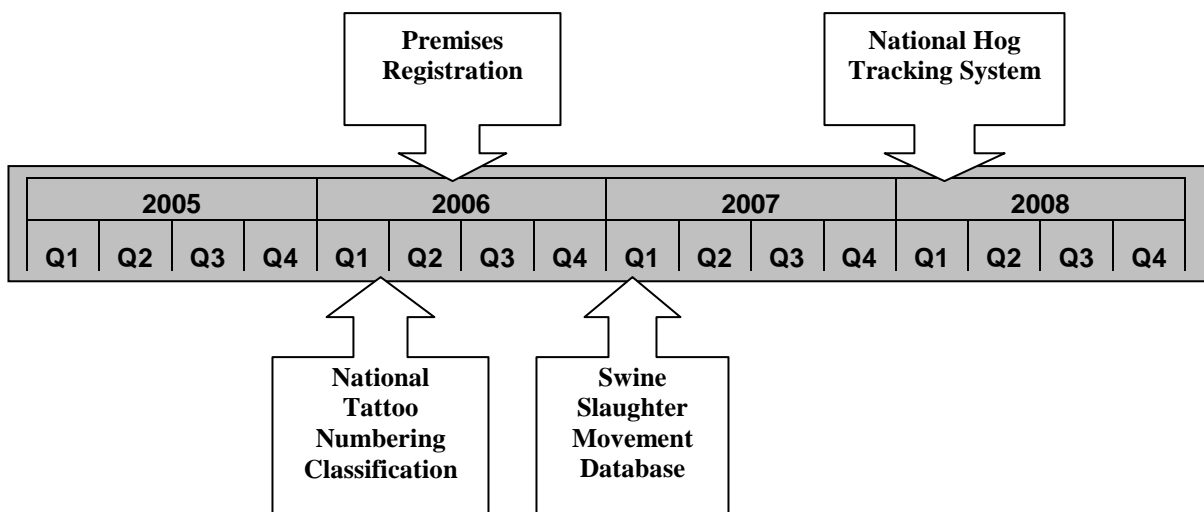 Premises
Registration
National Hog
Tracking System
2005 2006 2007 2008
Q1 Q2 Q3 Q4 Q1 Q2 Q3 Q4 Q1 Q2 Q3 Q4 Q1 Q2 Q3 Q4
National
Tattoo
Numbering
Classification
Swine
Slaughter
Movement
Database